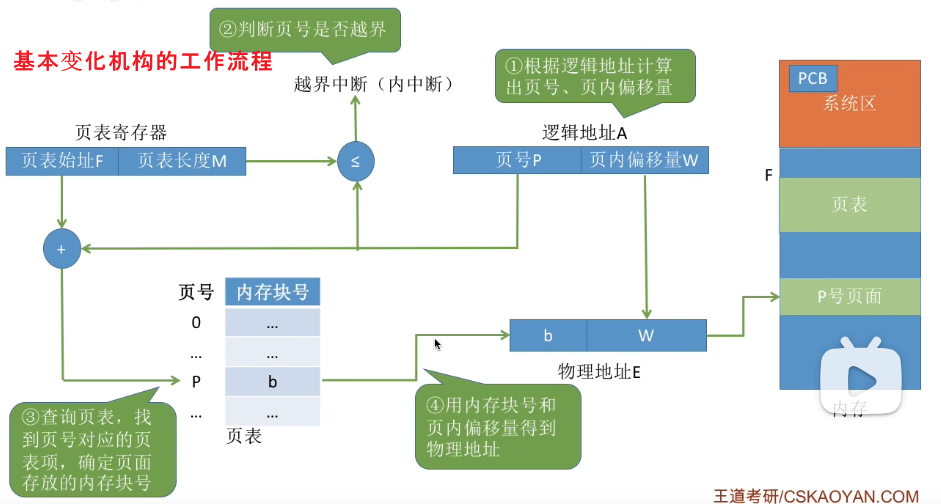 ②判断页号是否越界
基本变化机构的工作流程
越界中断（内中断）
①根据逻辑地址计算
出页号、页内偏移量
PCB
系统区
页表寄存器
页表始址F 页表长度M
≤
逻辑地址A
页号P 页内偏移量W
F
页表
+
P号页面
页号 内存块号
0 ...
... ...
P b
... ...
页表
b W
物理地址E
③查询页表，找
到页号对应的页
表项，确定页面
存放的内存块号
④用内存块号和
页内偏移量得到
物理地址
内存
王道考研/CSKAOYAN.COM